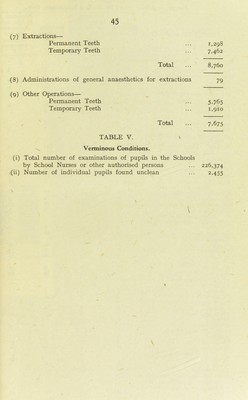 45
(7) Extractions—
Permanent Teeth ... 1,298
Temporary Teeth ... 7,462
Total ... 8,760
(8) Administrations of general anaesthetics for extractions 79
(9) Other Operations—
Permanent Teeth ... 5,763
Temporary Teeth ... 1,910
Total ... 7,673
TABLE V.
Verminous Conditions.
(i) Total number of examinations of pupils in the Schools
by School Nurses or other authorised persons ... 226,374
(ii) Number of individual pupils found unclean ... 2,455